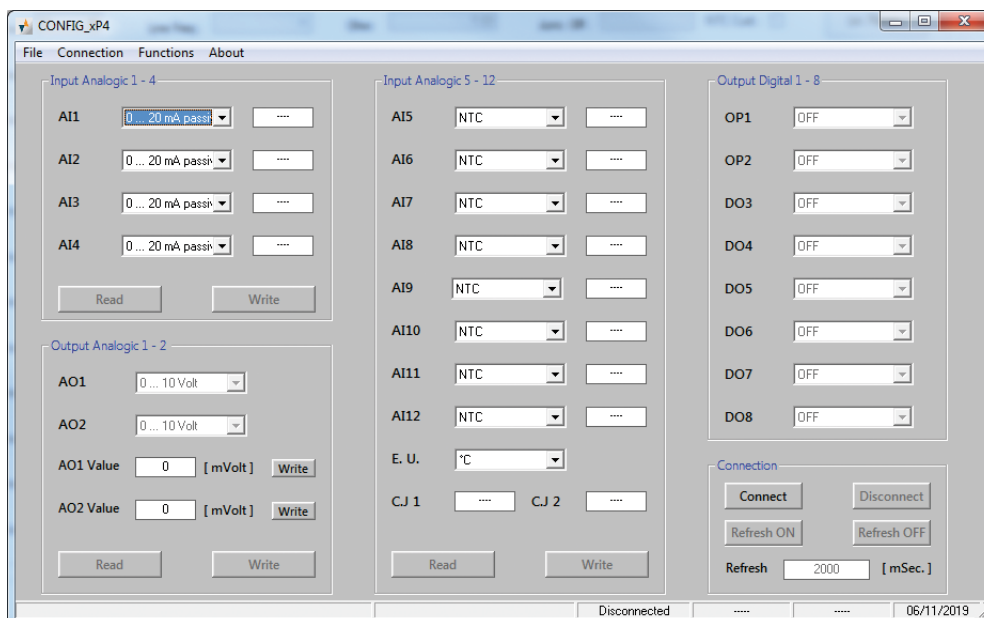 CONFIG_xP4
File Connection Functions About
Input Analogic 1 - 4
AI1 0 ... 20 mA passi ----
AI2 0 ... 20 mA passiv ----
AI3 0 ... 20 mA passiv ----
AI4 0 ... 20 mA passiv ----
Read Write
Output Analogic 1 - 2
AO1 0 ... 10 Volt
AO2 0 ... 10 Volt
AO1 Value 0 [ mVolt ] Write
AO2 Value 0 [ mVolt ] Write
Read Write
Input Analogic 5 - 12
AI5 NTC ----
AI6 NTC ----
AI7 NTC ----
AI8 NTC ----
AI9 NTC ----
AI10 NTC ----
AI11 NTC ----
AI12 NTC ----
E. U. °C
C.J 1 ---- C.J 2 ----
Read Write
Output Digital 1 - 8
OP1 OFF
OP2 OFF
DO3 OFF
DO4 OFF
DO5 OFF
DO6 OFF
DO7 OFF
DO8 OFF
Connection
Connect Disconnect
Refresh ON Refresh OFF
Refresh 2000 [ mSec. ]
Disconnected ----- ----- 06/11/2019